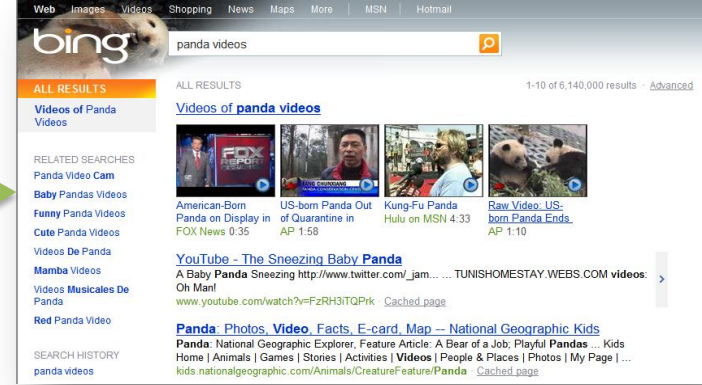 Web Images Videos Shopping News Maps More | MSN | Hotmail
bing
panda videos
ALL RESULTS
Videos of Panda
Videos
RELATED SEARCHES
Panda Video Cam
Baby Pandas Videos
Funny Panda Videos
Cute Panda Videos
Videos De Panda
Mamba Videos
Videos Musicales De
Panda
Red Panda Video
SEARCH HISTORY
panda videos
ALL RESULTS
1-10 of 6,140,000 results · Advanced
Videos of panda videos
FOX
REPORT
American-Born
Panda on Display in
FOX News 0:35
US-born Panda Out
of Quarantine in
AP 1:58
Kung-Fu Panda
Hulu on MSN 4:33
Raw Video: US-
born Panda Ends
AP 1:10
YouTube - The Sneezing Baby Panda
A Baby Panda Sneezing http://www.twitter.com/_jam... ... TUNISHOMESTAY.WEBS.COM videos:
Oh Man!
www.youtube.com/watch?v=FzRH3iTQPrk · Cached page
Panda: Photos, Video, Facts, E-card, Map -- National Geographic Kids
Panda: National Geographic Explorer, Feature Article: A Bear of a Job; Playful Pandas ... Kids
Home | Animals | Games | Stories | Activities | Videos | People & Places | Photos | My Page | ...
kids.nationalgeographic.com/Animals/CreatureFeature/Panda · Cached page